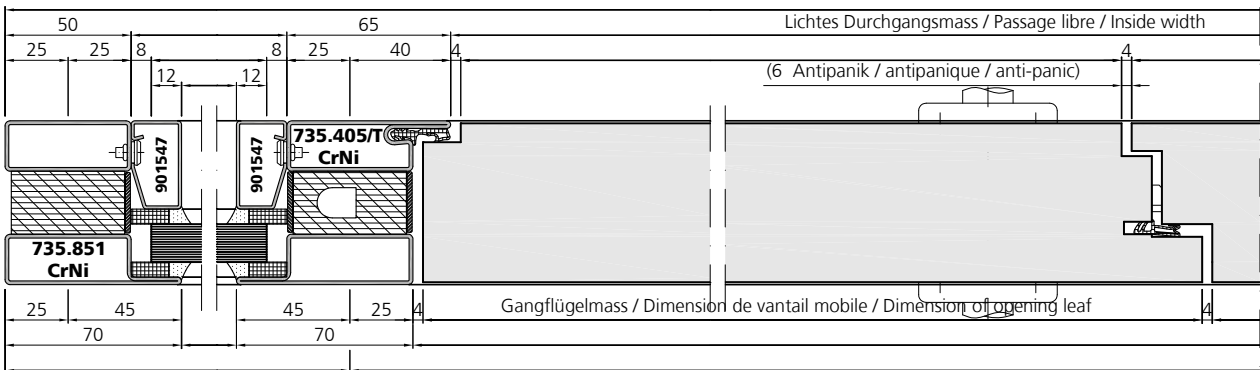 50 65 Lichtes Durchgangsmass / Passage libre / Inside width
25 25 8 8 25 40 4 4
12 12 (6 Antipanik / antipanique / anti-panic)
901547 901547 735.405/T
CrNi
735.851
CrNi
25 45 45 25 4 Gangflügelmass / Dimension de vantail mobile / Dimension of opening leaf 4
70 70